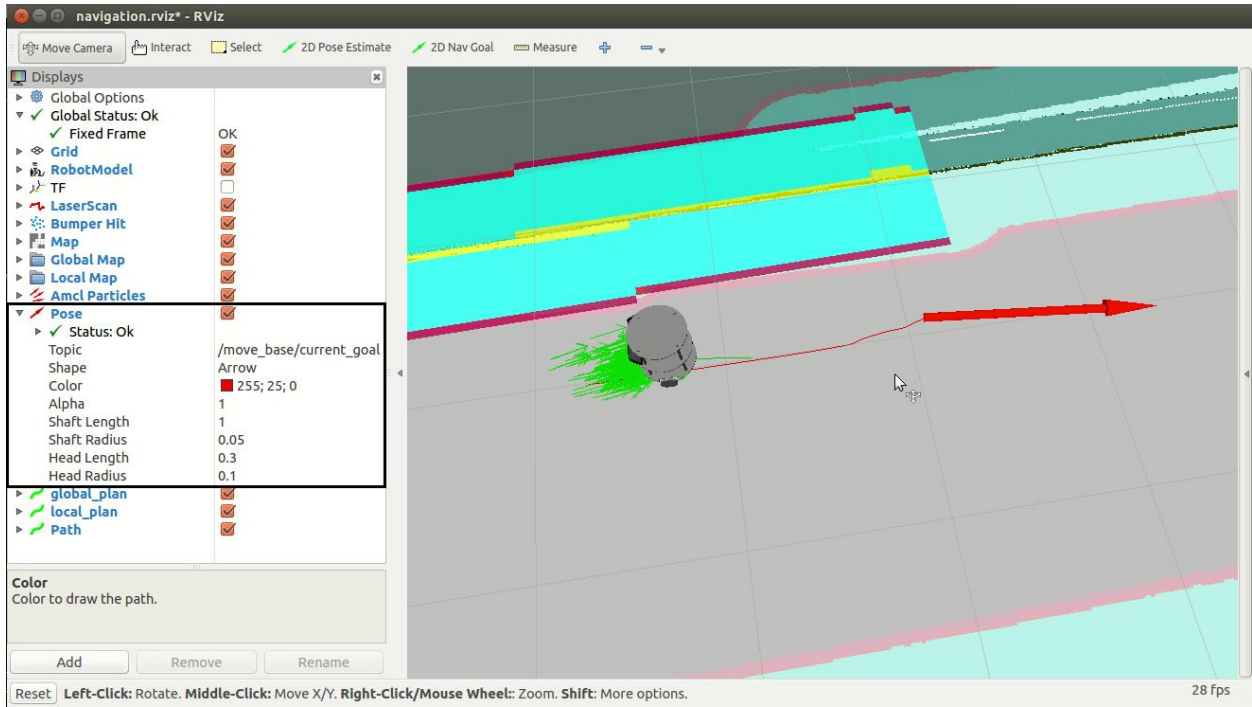 navigation.rviz* - RViz
Move Camera Interact Select 2D Pose Estimate 2D Nav Goal Measure
Displays
Global Options
Global Status: Ok
Fixed Frame OK
Grid
RobotModel
TF
LaserScan
Bumper Hit
Map
Global Map
Local Map
Amcl Particles
Pose
Status: Ok
Topic /move_base/current_goal
Shape Arrow
Color 255; 25; 0
Alpha 1
Shaft Length 1
Shaft Radius 0.05
Head Length 0.3
Head Radius 0.1
global_plan
local_plan
Path
Color
Color to draw the path.
Add Remove Rename
Reset Left-Click: Rotate. Middle-Click: Move X/Y. Right-Click/Mouse Wheel:: Zoom. Shift: More options. 28 fps